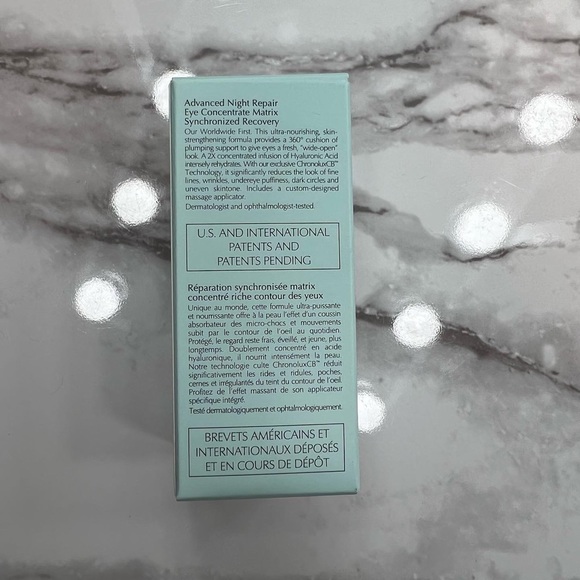 Advanced Night Repair
Eye Concentrate Matrix
Synchronized Recovery
Our Worldwide First. This ultra-nourishing, skin-
strengthening formula provides a 360° cushion of
plumping support to give eyes a fresh, "wide-open"
look. A 2X concentrated infusion of Hyaluronic Acid
intensely rehydrates. With our exclusive ChronoluxCB™
Technology, it significantly reduces the look of fine
lines, wrinkles, undereye puffiness, dark circles and
uneven skintone. Includes a custom-designed
massage applicator.
Dermatologist and ophthalmologist-tested.
U.S. AND INTERNATIONAL
PATENTS AND
PATENTS PENDING
Réparation synchronisée matrix
concentré riche contour des yeux
Unique au monde, cette formule ultra-puissante
et nourrissante offre à la peau l'effet d'un coussin
absorbateur des micro-chocs et mouvements
subit par le contour de l'oeil au quotidien.
Protégé, le regard reste frais, éveillé, et jeune, plus
longtemps. Doublement concentré en acide
hyaluronique, il nourit intensément la peau.
Notre technologie culte ChronoluxCB™ réduit
significativement les rides et ridules, poches,
cernes et irrégularités du teint du contour de l'oeil.
Profitez de l'effet massant de son applicateur
spécifique intégré.
Testé dermatologiquement et ophtalmologiquement.
BREVETS AMÉRICAINS ET
INTERNATIONAUX DÉPOSÉS
ET EN COURS DE DÉPÔT